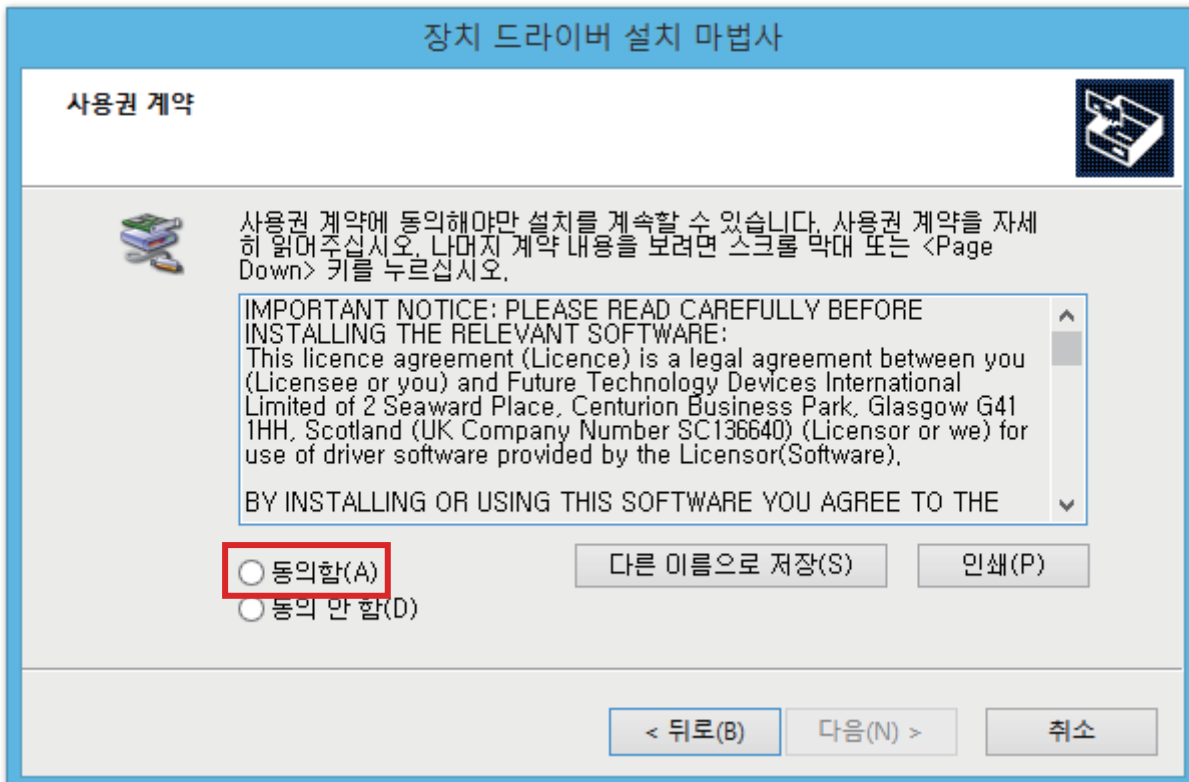 장치 드라이버 설치 마법사
사용권 계약
사용권 계약에 동의해야만 설치를 계속할 수 있습니다. 사용권 계약을 자세
히 읽어주십시오. 나머지 계약 내용을 보려면 스크롤 막대 또는 <Page
Down> 키를 누르십시오.
IMPORTANT NOTICE: PLEASE READ CAREFULLY BEFORE
INSTALLING THE RELEVANT SOFTWARE:
This licence agreement (Licence) is a legal agreement between you
(Licensee or you) and Future Technology Devices International
Limited of 2 Seaward Place, Centurion Business Park, Glasgow G41
1HH, Scotland (UK Company Number SC136640) (Licensor or we) for
use of driver software provided by the Licensor(Software).
BY INSTALLING OR USING THIS SOFTWARE YOU AGREE TO THE
동의함(A) 다른 이름으로 저장(S) 인쇄(P)
동의 안 함(D)
< 뒤로(B) 다음(N) > 취소